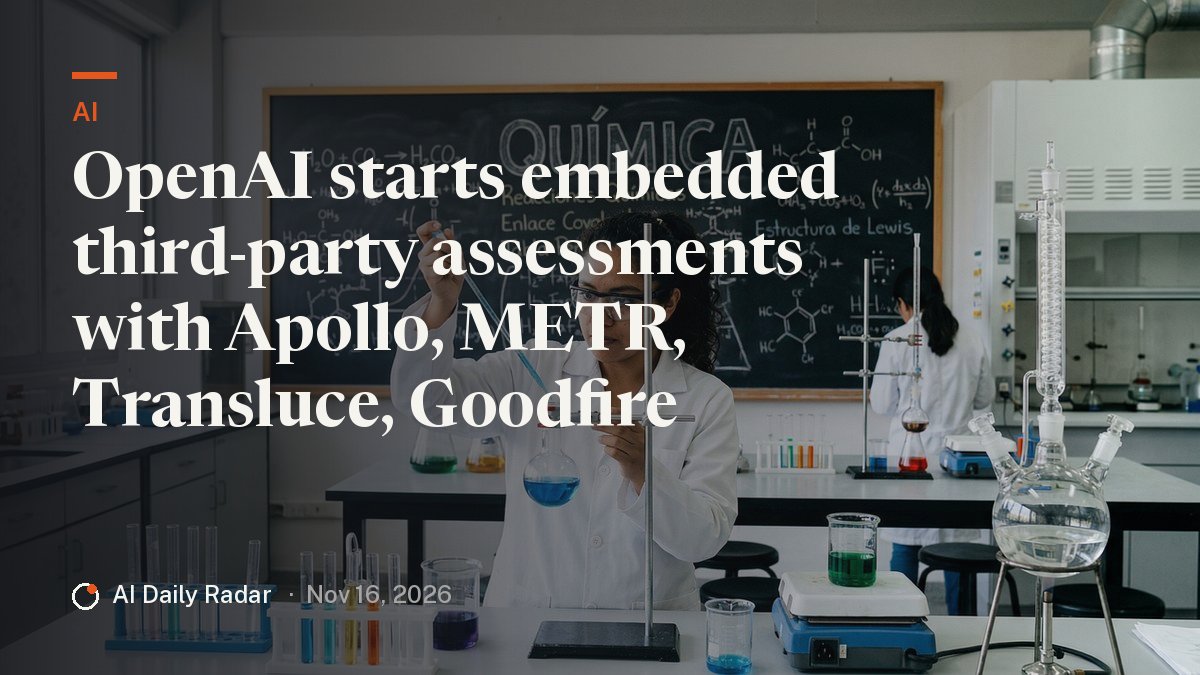 AI
OpenAI starts embedded
third-party assessments
with Apollo, METR,
Transluce, Goodfire
AI Daily Radar · Nov 16, 2026
QUÍMICA
Enlace
Estructura de Lewis